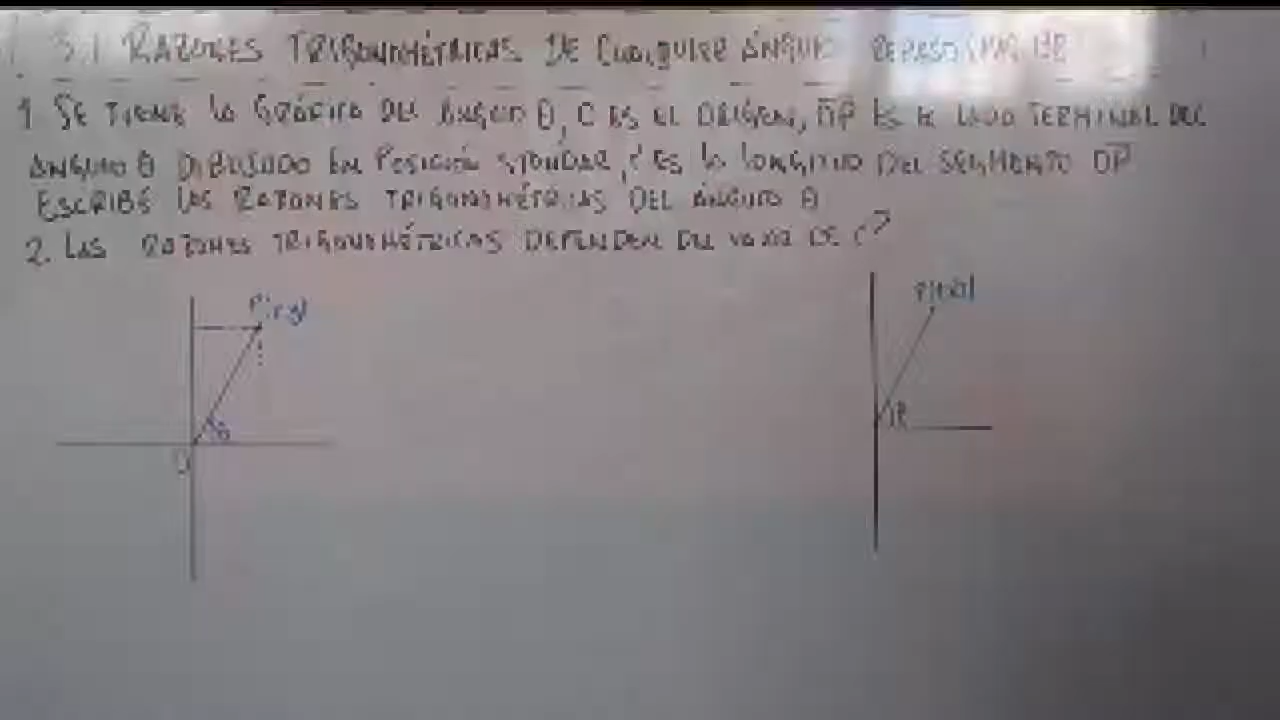 3.1 RAZONES TRIGONOMÉTRICAS DE CUALQUIER ÁNGULO
1. SE TIENE LA GRÁFICA DEL ÁNGULO θ, O ES EL ORIGEN, OP ES EL LADO TERMINAL DEL
ÁNGULO θ DIBUJADO EN POSICIÓN ESTÁNDAR, r ES LA LONGITUD DEL SEGMENTO OP
ESCRIBE LAS RAZONES TRIGONOMÉTRICAS DEL ÁNGULO θ
2. LAS RAZONES TRIGONOMÉTRICAS DEPENDEN DEL VALOR DE r?
θ
O